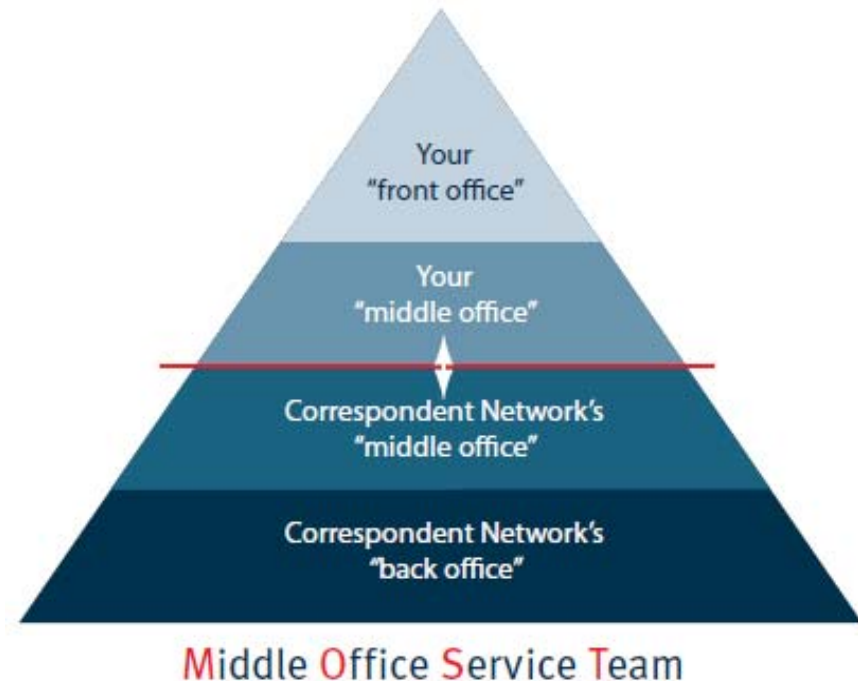 Your
“front office”
Your
“middle office”
Correspondent Network’s
“middle office”
Correspondent Network’s
“back office”
Middle Office Service Team